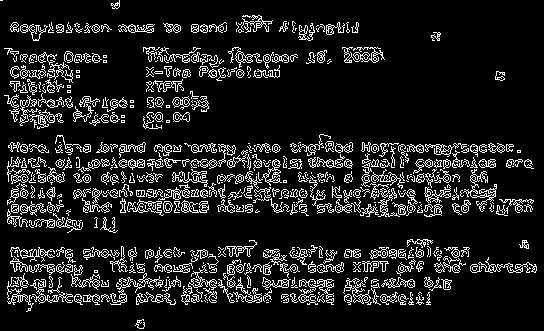 Acquisition news to send XTPT flying!!!
Trade Date: Thursday, October 18, 2006
Company: X-Tra Petroleum
Ticker: XTPT
Current Price: $0.0055
Target Price: $0.04
Here is a brand new entry into the Red Hot energy sector.
With oil prices at record levels these small companies are
poised to deliver HUGE profits. With a combination of
solid, proven management, extremely lucrative business
sector, and INCREDIBLE news, this stock is going to fly on
Thursday !!!
Members should pick up XTPT as early as possible on
Thursday . This news is going to send XTPT off the charts.
We all know that in the oil business it's the big
announcements that make these stocks explode!!!